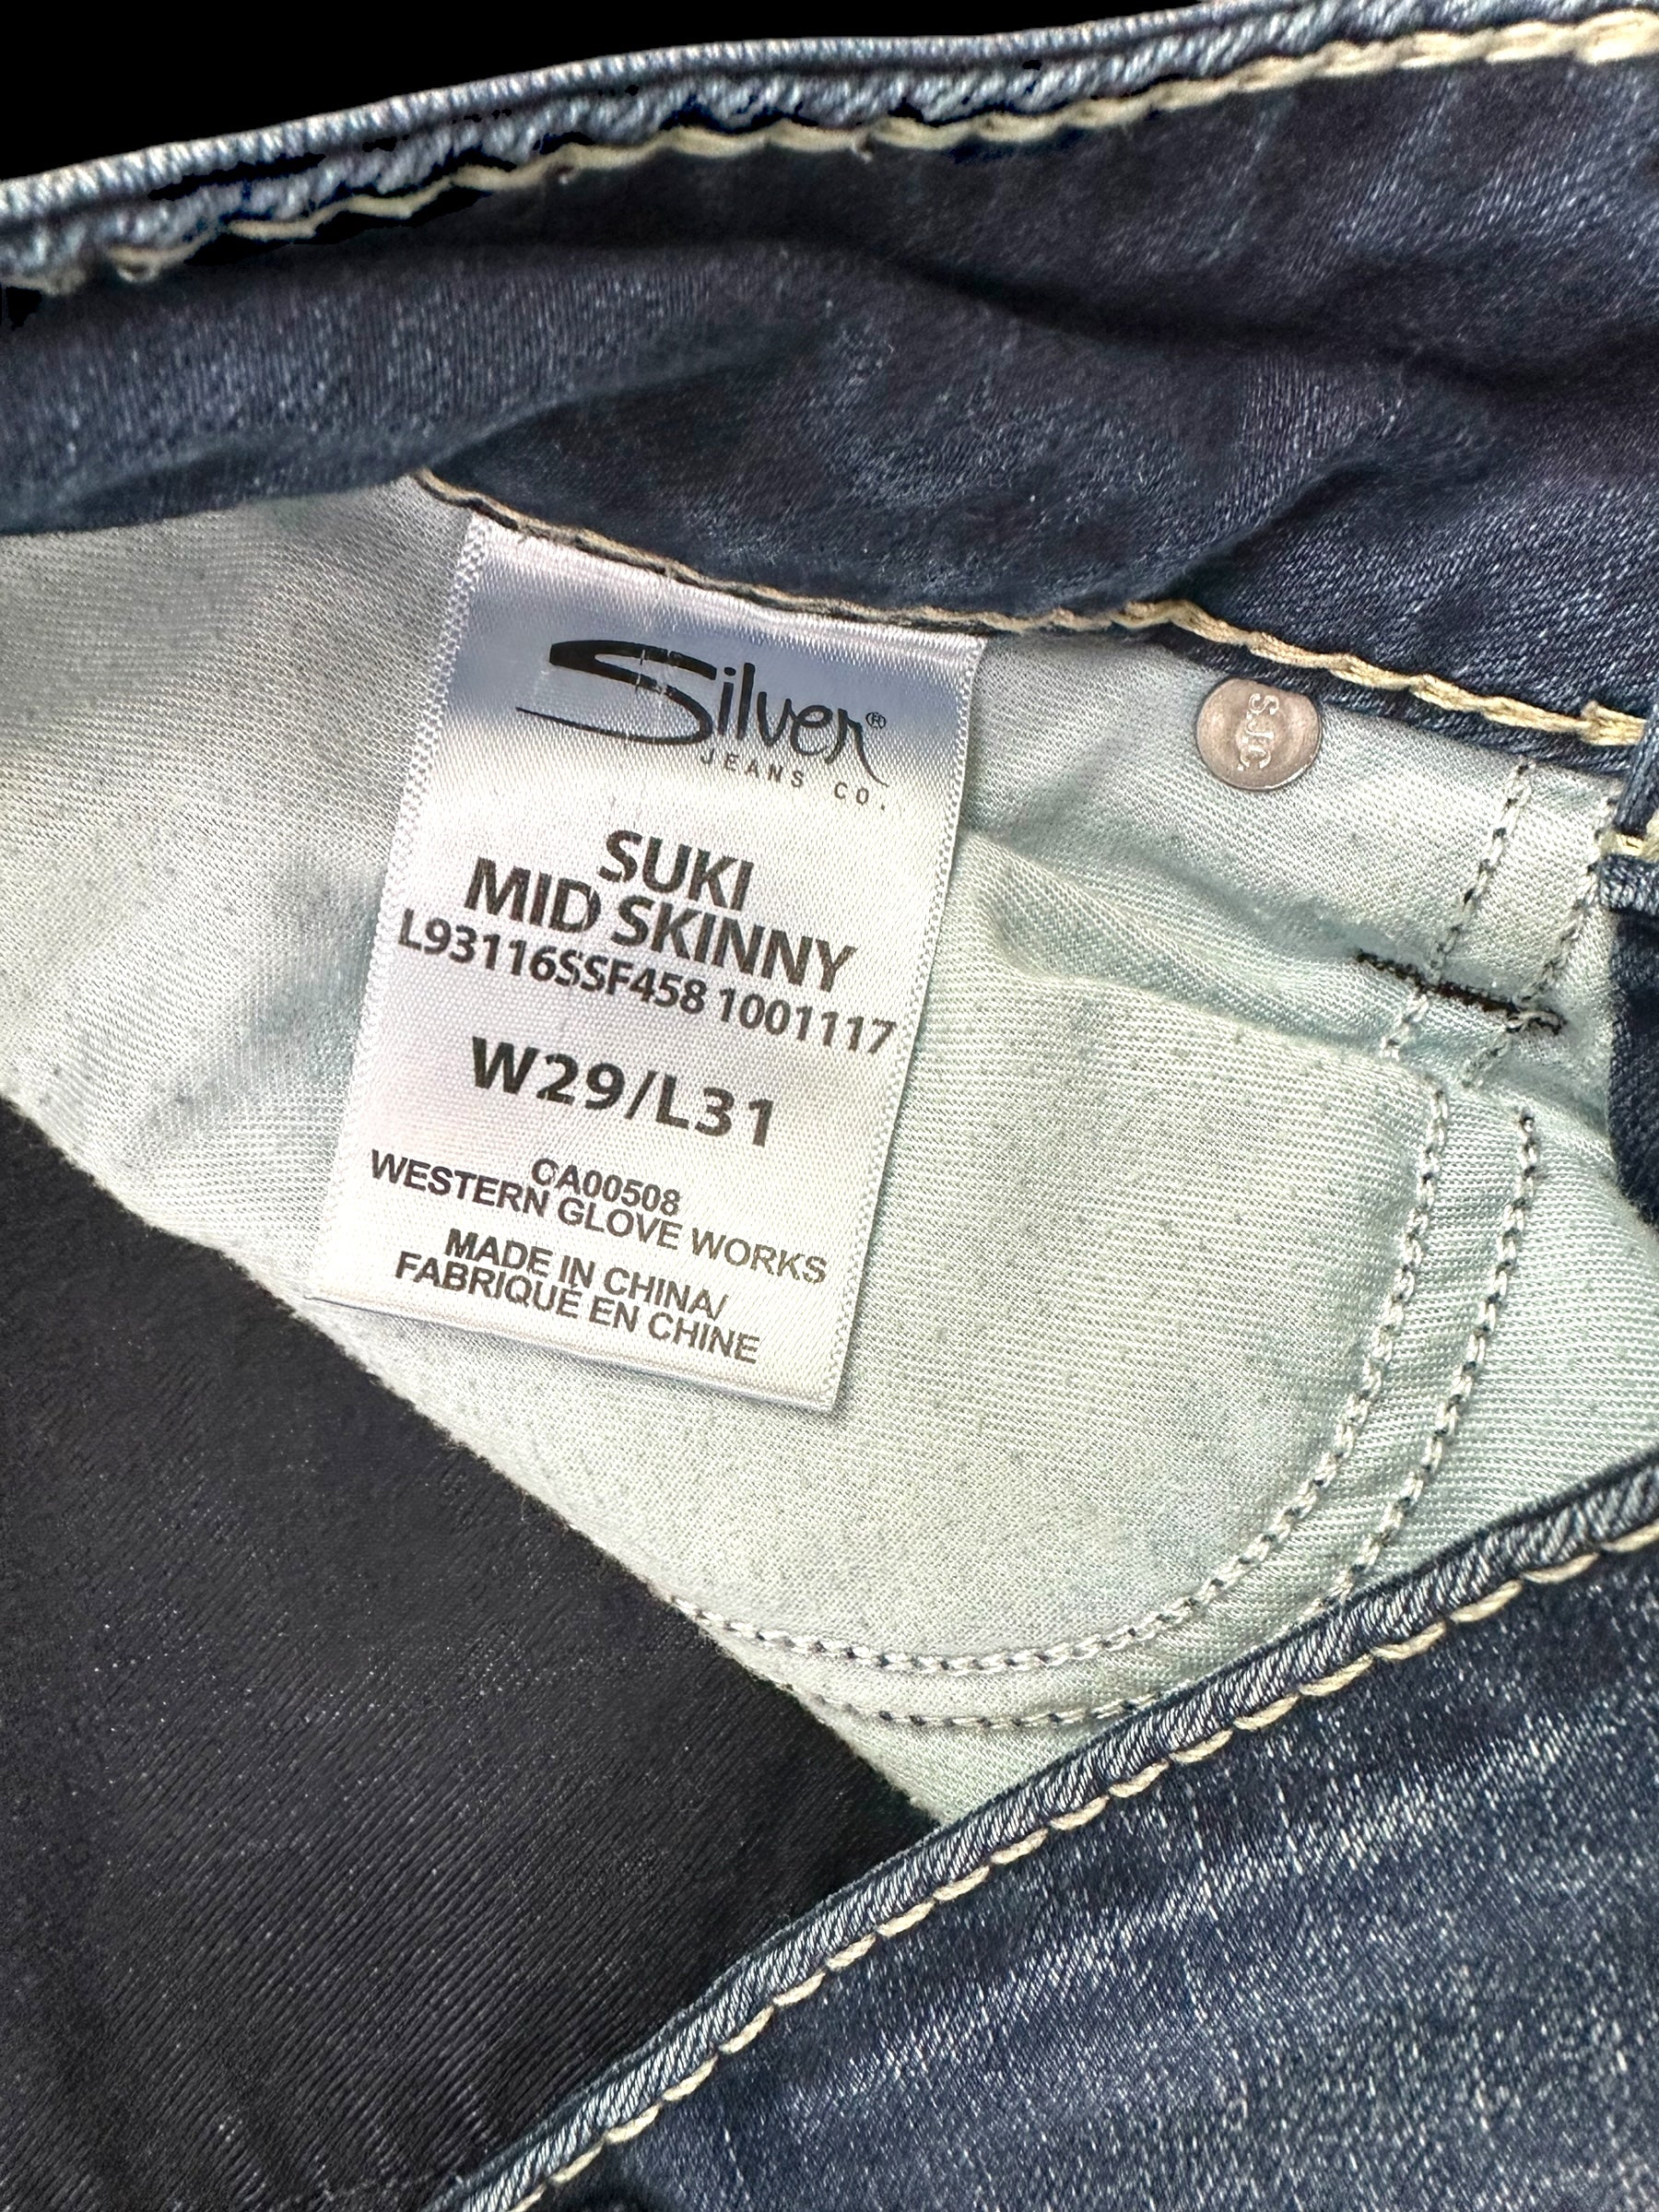 Silver®
JEANS CO.
SUKI
MID SKINNY
L93116SSF458 1001117
W29/L31
CA00508
WESTERN GLOVE WORKS
MADE IN CHINA/
FABRIQUE EN CHINE
SJC